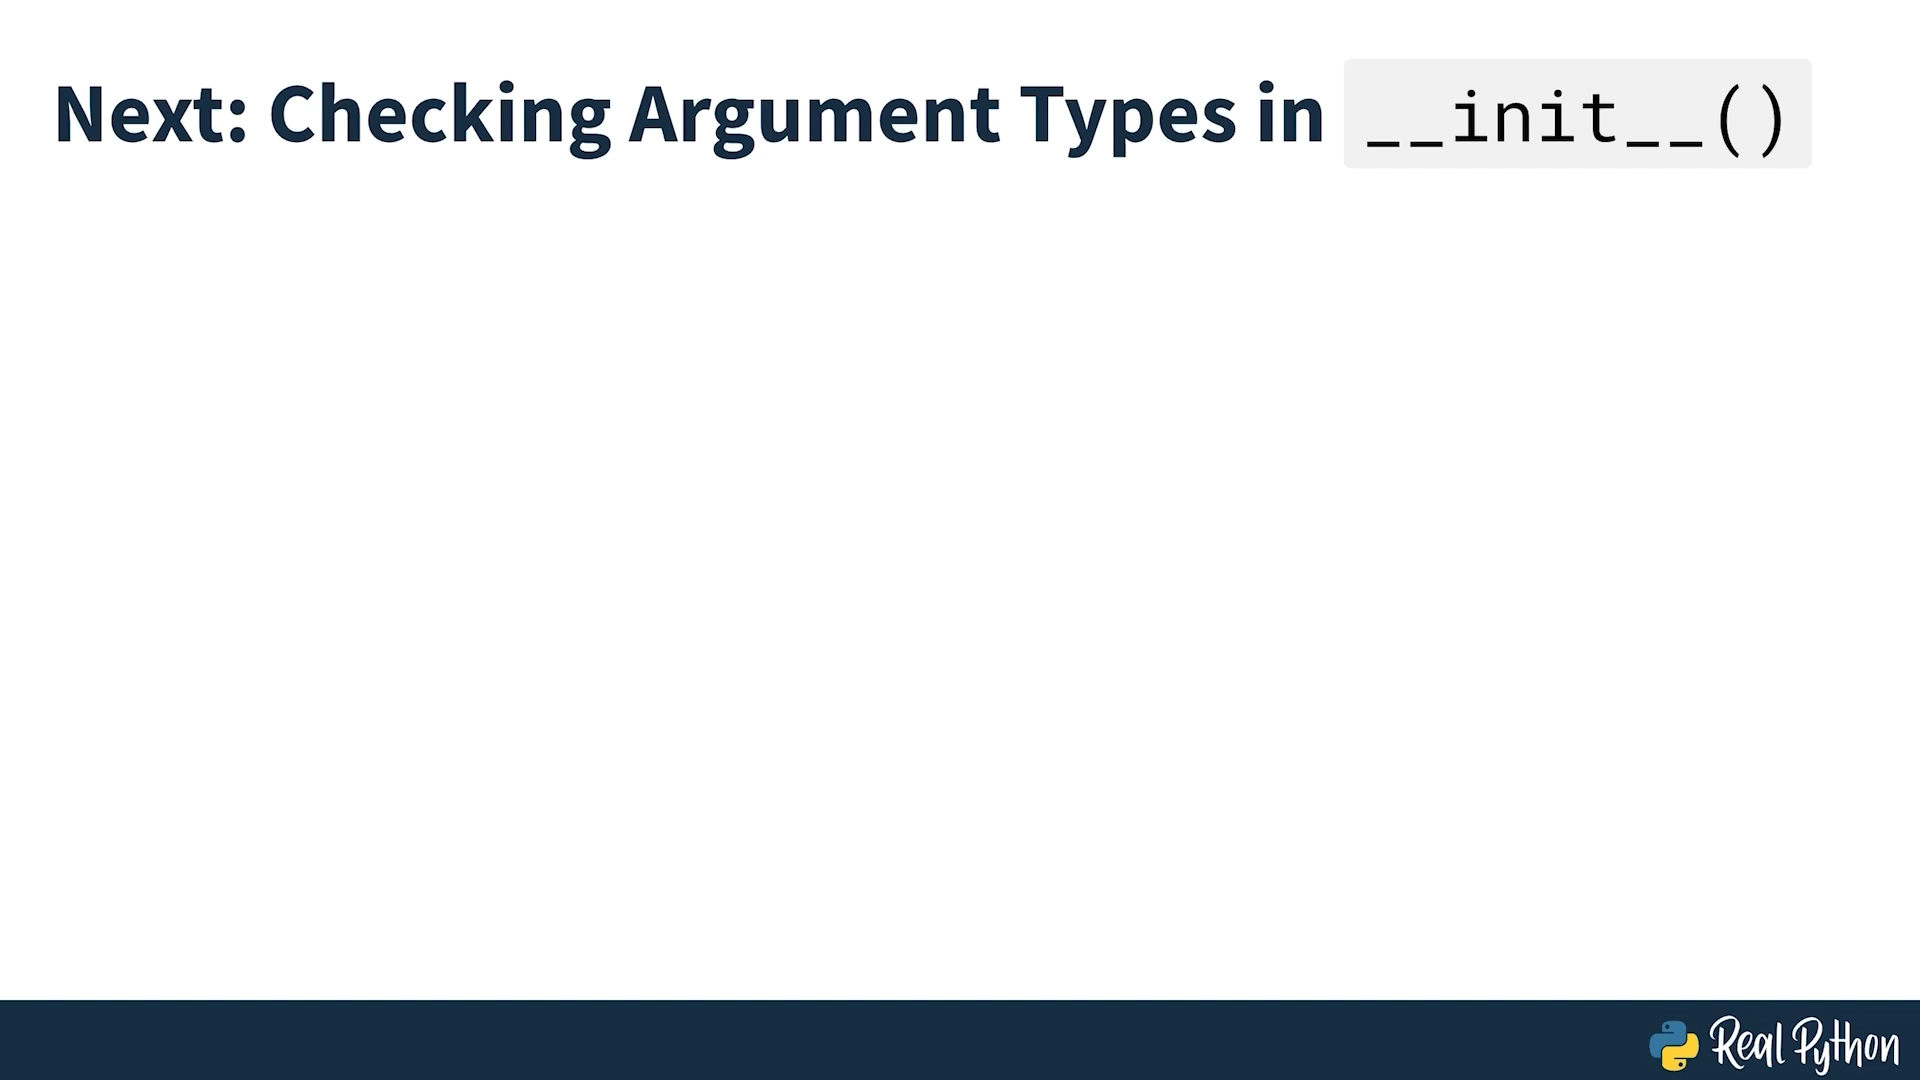 Next: Checking Argument Types in __init__()
Real Python